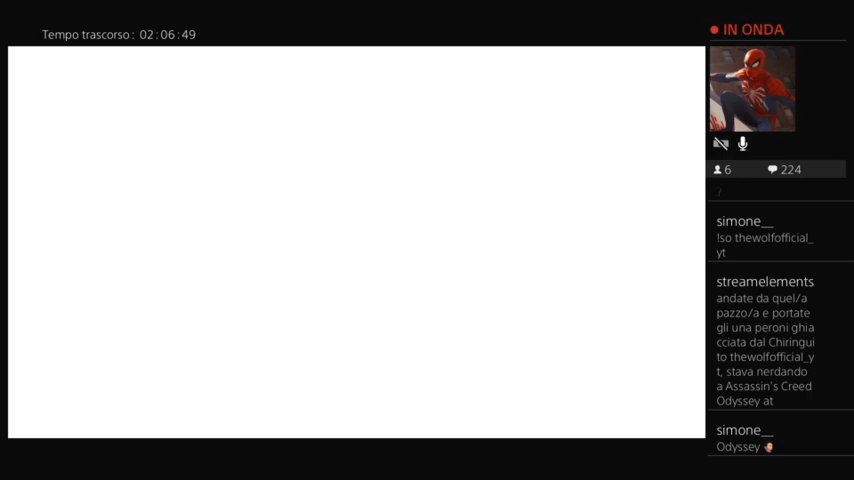 Tempo trascorso: 02:06:49
IN ONDA
6 224
?
simone__
!so thewolfofficial_
yt
streamelements
andate da quel/a
pazzo/a e portate
gli una peroni ghia
cciata dal Chiringui
to thewolfofficial_y
t, stava nerdando
a Assassin's Creed
Odyssey at
simone__
Odyssey